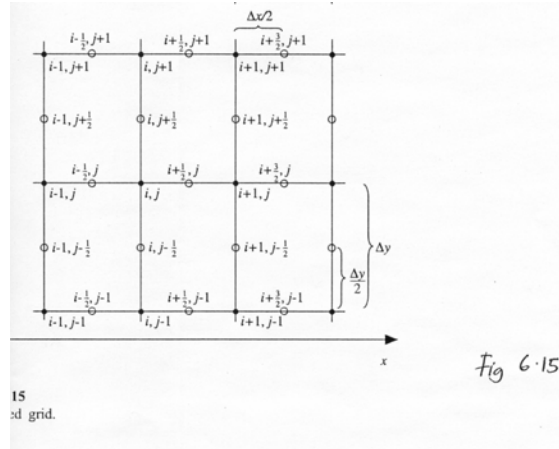 Δx/2
i-½, j+1 i+½, j+1 i+3/2, j+1
i-1, j+1 i, j+1 i+1, j+1
i-1, j+½ i, j+½ i+1, j+½
i-½, j i+½, j i+3/2, j
i-1, j i, j i+1, j
i-1, j-½ i, j-½ i+1, j-½ Δy
Δy/2
i-½, j-1 i+½, j-1 i+3/2, j-1
i-1, j-1 i, j-1 i+1, j-1
x
Fig 6.15
15
ed grid.